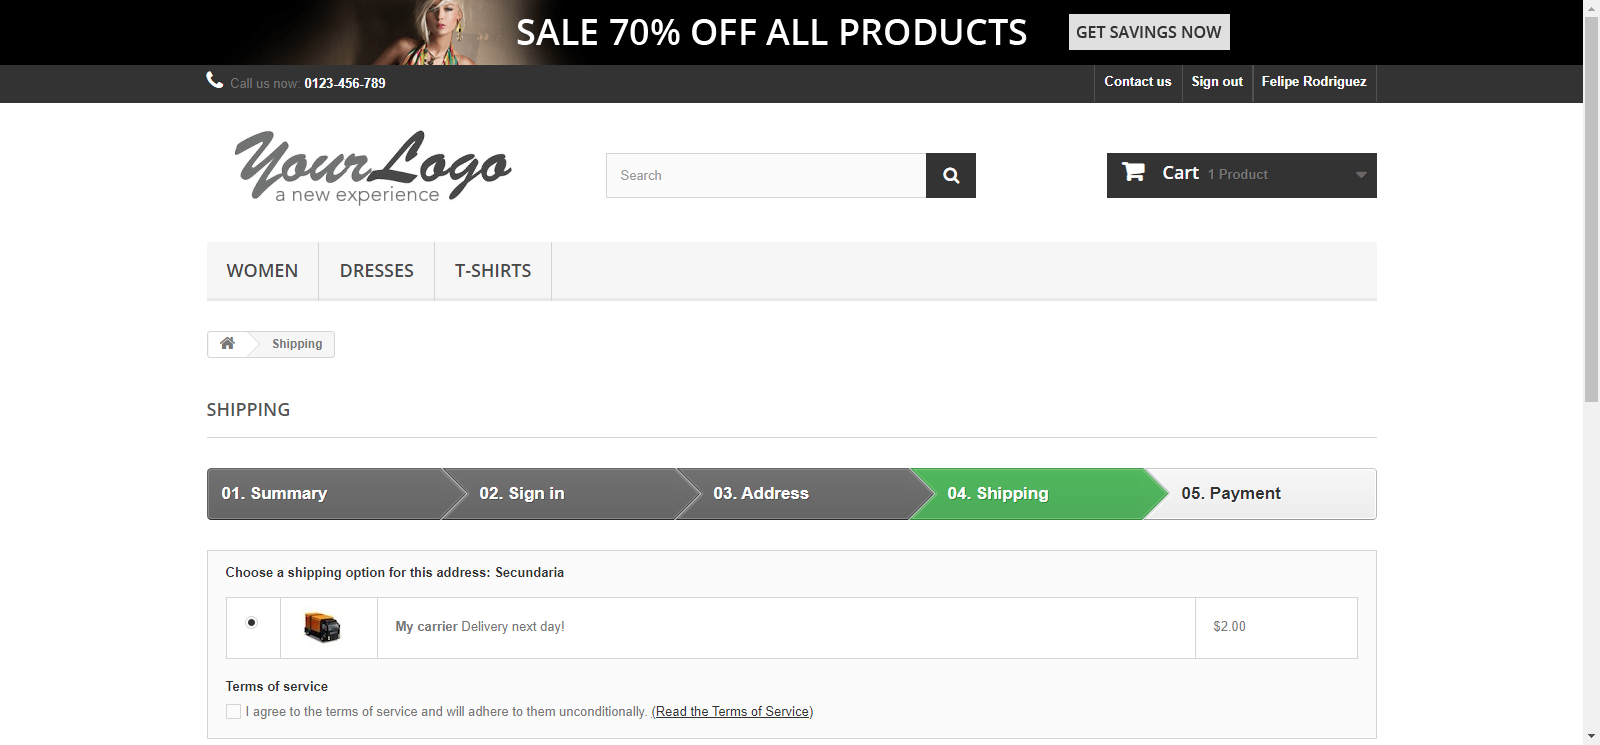 SALE 70% OFF ALL PRODUCTS GET SAVINGS NOW
Call us now: 0123-456-789 Contact us Sign out Felipe Rodriguez
YourLogo
a new experience
Search
Cart 1 Product
WOMEN DRESSES T-SHIRTS
Shipping
SHIPPING
01. Summary 02. Sign in 03. Address 04. Shipping 05. Payment
Choose a shipping option for this address: Secundaria
My carrier Delivery next day! $2.00
Terms of service
I agree to the terms of service and will adhere to them unconditionally. (Read the Terms of Service)